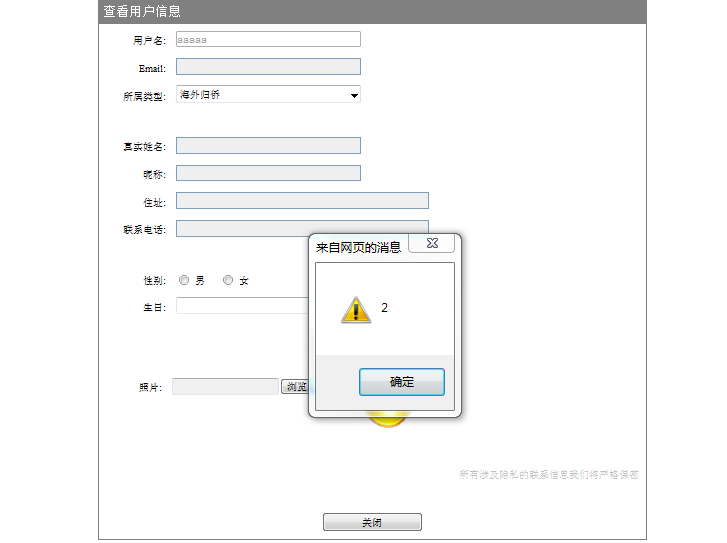 查看用户信息
用户名: aaaaa
Email:
所属类型: 海外归侨
真实姓名:
昵称:
住址:
联系电话:
来自网页的消息
2
确定
性别: 男 女
生日:
照片: 浏览
所有涉及隐私的联系信息我们将严格保密
关闭